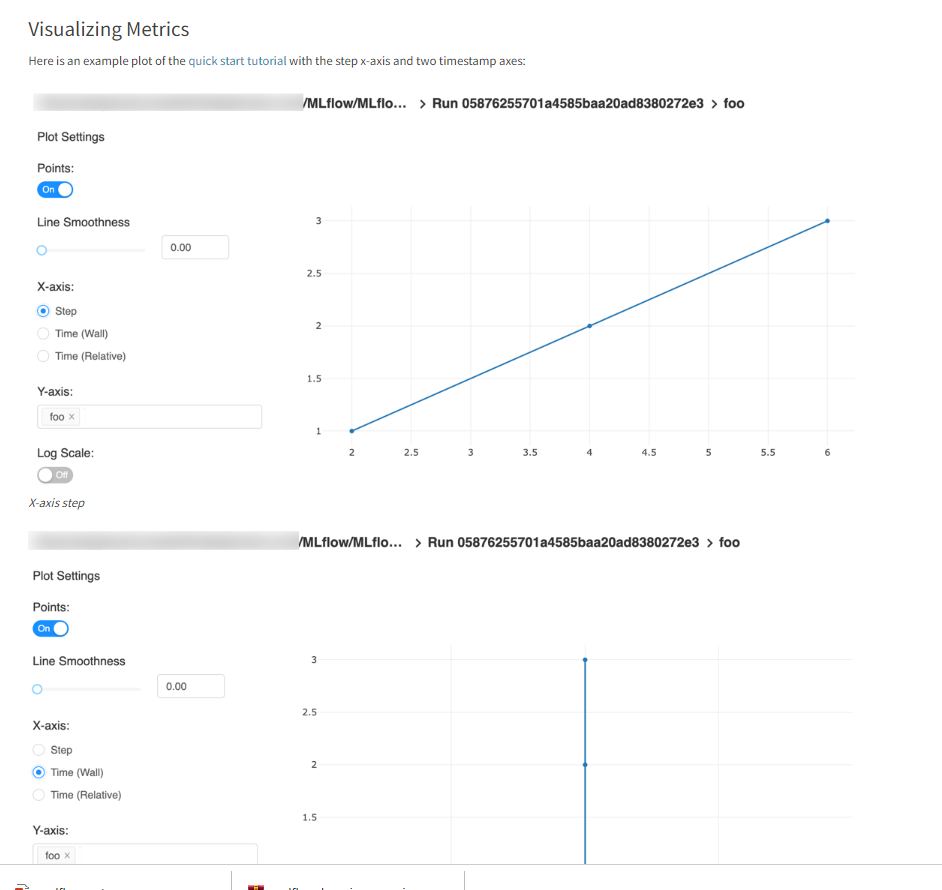 Visualizing Metrics
Here is an example plot of the quick start tutorial with the step x-axis and two timestamp axes:
/MLflow/MLflo... > Run 05876255701a4585baa20ad8380272e3 > foo
Plot Settings
Points:
On
Line Smoothness
0.00
X-axis:
Step
Time (Wall)
Time (Relative)
Y-axis:
foo ×
Log Scale:
Off
3
2.5
2
1.5
1
2 2.5 3 3.5 4 4.5 5 5.5 6
X-axis step
/MLflow/MLflo... > Run 05876255701a4585baa20ad8380272e3 > foo
Plot Settings
Points:
On
Line Smoothness
0.00
X-axis:
Step
Time (Wall)
Time (Relative)
Y-axis:
foo ×
3
2.5
2
1.5